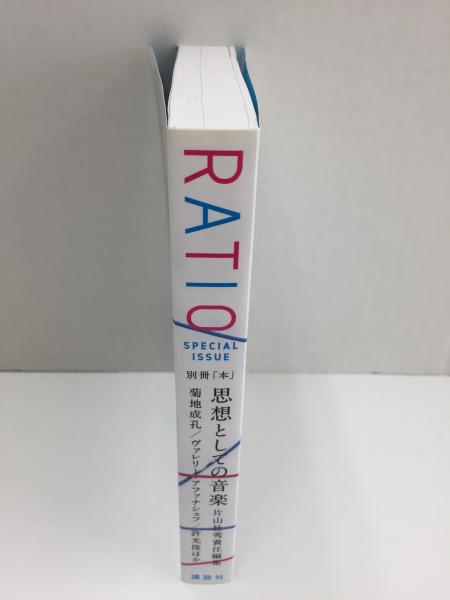 RATIO
SPECIAL
ISSUE
別冊「本」
思想としての音楽
片山杜秀責任編集
菊地成孔/ヴァレリー・アファナシエフ/許光俊ほか
講談社